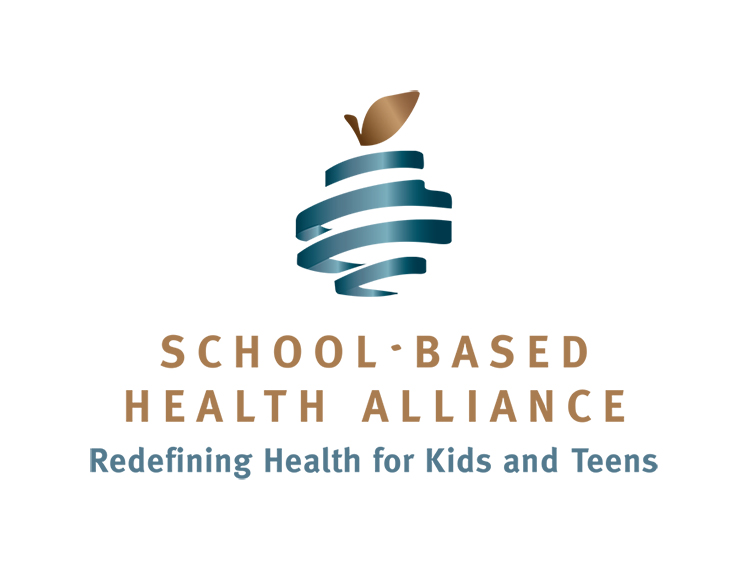 SCHOOL-BASED
HEALTH ALLIANCE
Redefining Health for Kids and Teens